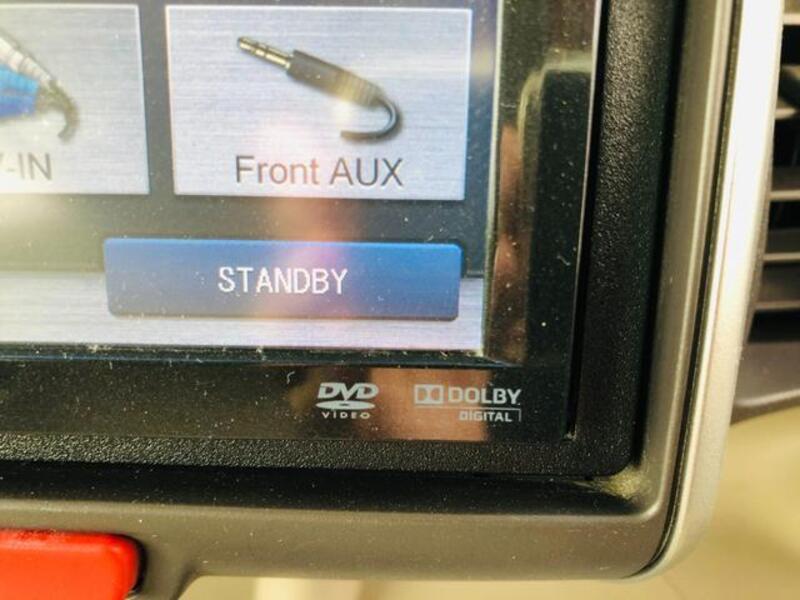 -IN
Front AUX
STANDBY
DVD
VIDEO
DOLBY
DIGITAL